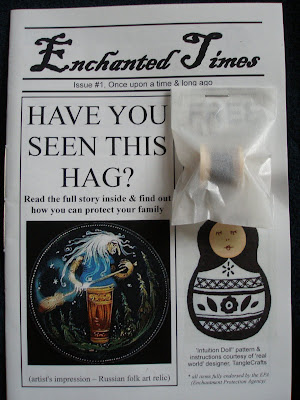 Enchanted Times
Issue #1, Once upon a time & long ago
HAVE YOU
SEEN THIS
HAG?
Read the full story inside & find out
how you can protect your family
(artist's impression – Russian folk art relic)
FREE
"Intuition Doll" pattern &
instructions courtesy of 'real
world' designer, TangleCrafts
* all items fully endorsed by the EPA
(Enchantment Protection Agency)